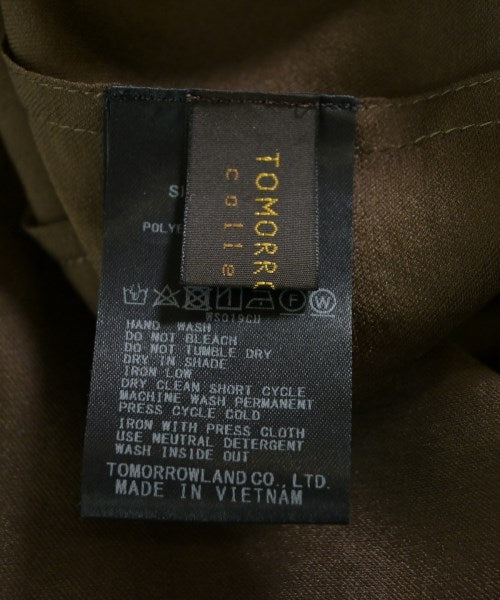 TOMORRO
colle
POLYE
WS019GH
HAND WASH
DO NOT BLEACH
DO NOT TUMBLE DRY
DRY IN SHADE
IRON LOW
DRY CLEAN SHORT CYCLE
MACHINE WASH PERMANENT
PRESS CYCLE COLD
IRON WITH PRESS CLOTH
USE NEUTRAL DETERGENT
WASH INSIDE OUT
TOMORROWLAND CO., LTD.
MADE IN VIETNAM